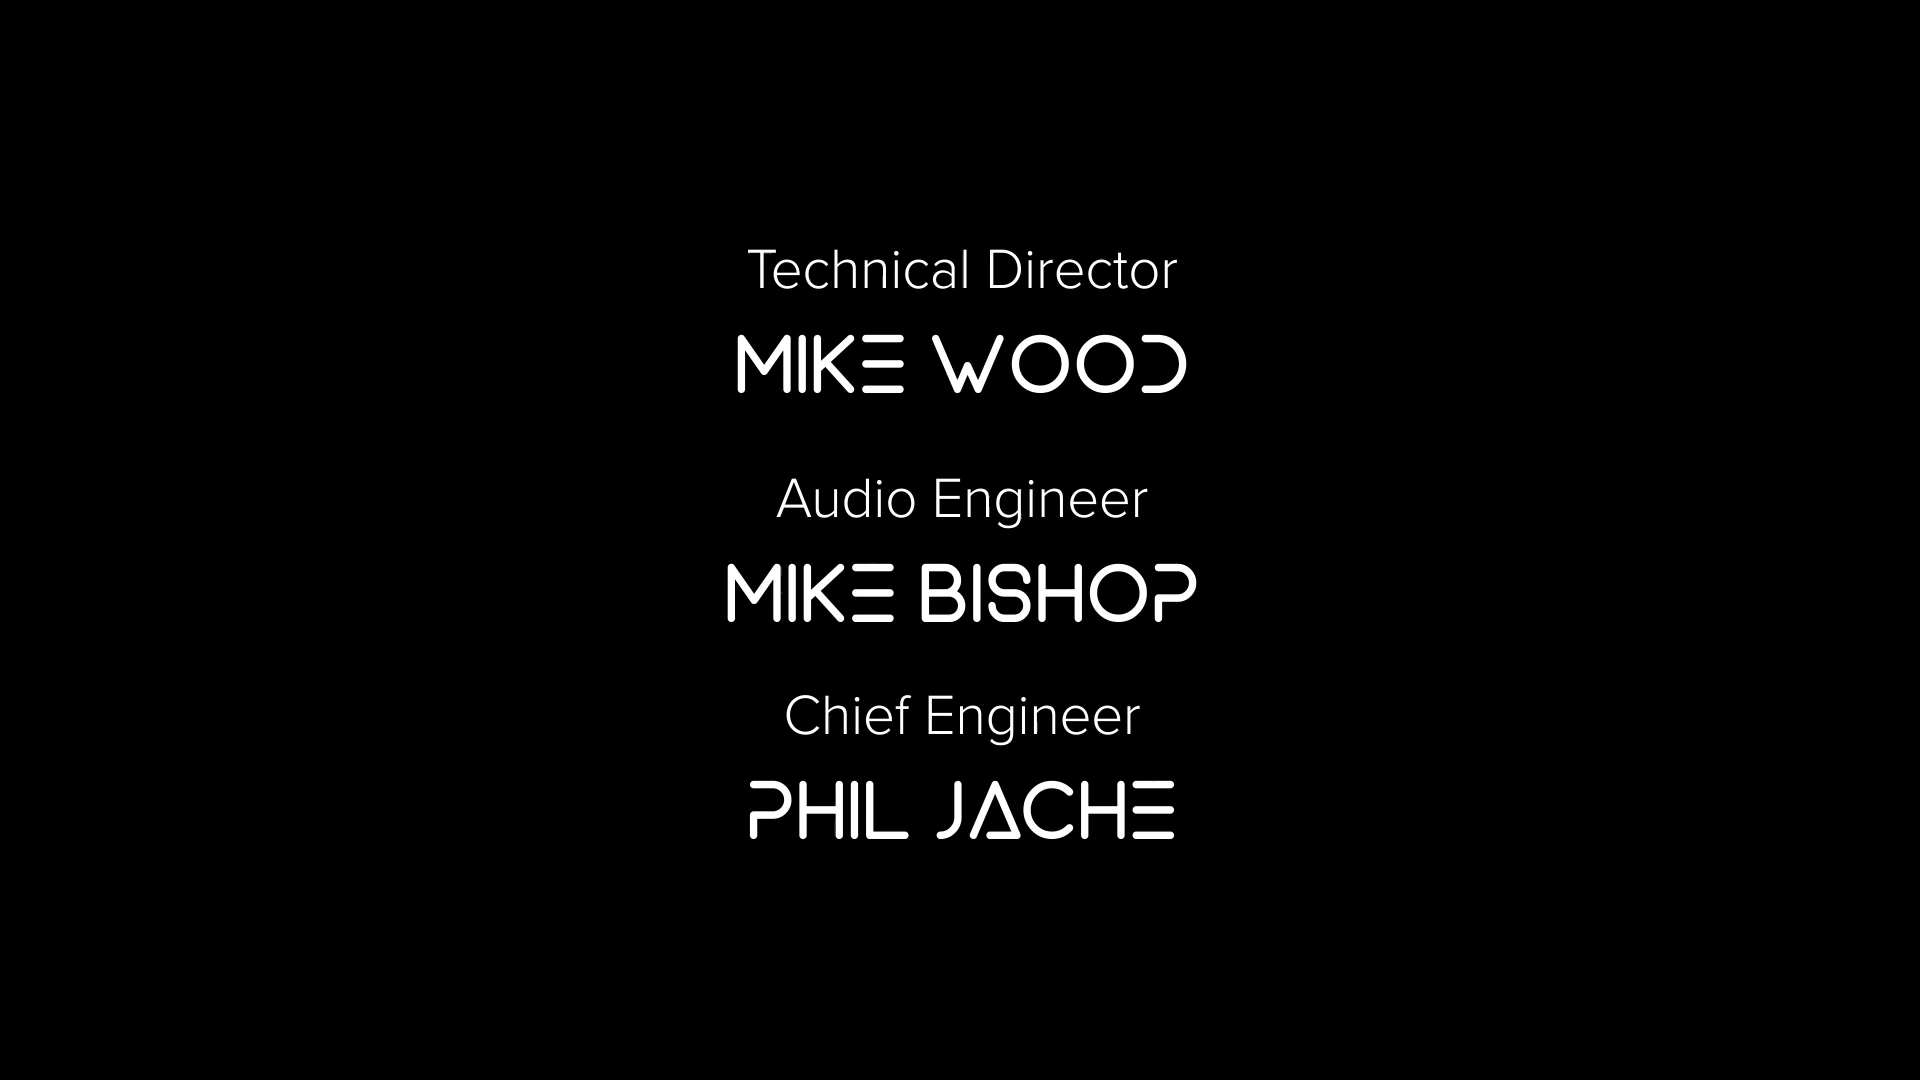 Technical Director
MIKE WOOD
Audio Engineer
MIKE BISHOP
Chief Engineer
PHIL JACHE